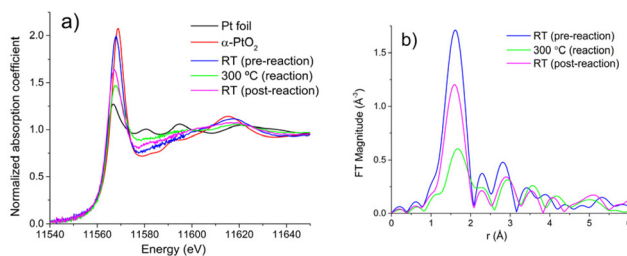 a)
Pt foil
α-PtO2
RT (pre-reaction)
300 °C (reaction)
RT (post-reaction)
Normalized absorption coefficient
2.0
1.5
1.0
0.5
0.0
11540 11560 11580 11600 11620 11640
Energy (eV)
b)
RT (pre-reaction)
300 °C (reaction)
RT (post-reaction)
FT Magnitude (Å⁻³)
1.5
1.0
0.5
0.0
0 1 2 3 4 5 6
r (Å)